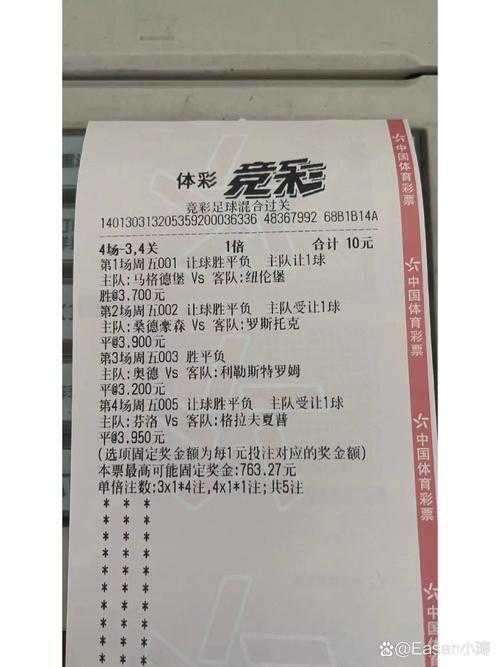 体彩 竞彩
竞彩足球混合过关
140130313205359200036336 48367992 68B1B14A
4场-3,4关 1倍 合计 10元
第1场周五001 让球胜平负 主队让1球
主队:马格德堡 Vs 客队:纽伦堡
胜@3.700元
第2场周五002 让球胜平负 主队受让1球
主队:桑德豪森 Vs 客队:罗斯托克
平@3.900元
第3场周五003 胜平负
主队:奥德 Vs 客队:利勒斯特罗姆
平@3.200元
第4场周五005 让球胜平负 主队受让1球
主队:芬洛 Vs 客队:格拉夫夏普
平@3.950元
(选项固定奖金额为每1元投注对应的奖金额)
本票最高可能固定奖金:763.27元
单倍注数:3x1*4注,4x1*1注;共5注
* * *
* * *
* * *
* * *
* * *
* * *
* * *
* * *
中国体育彩票
中国体育彩票
中国体育彩票
中国体育
@Easan小海